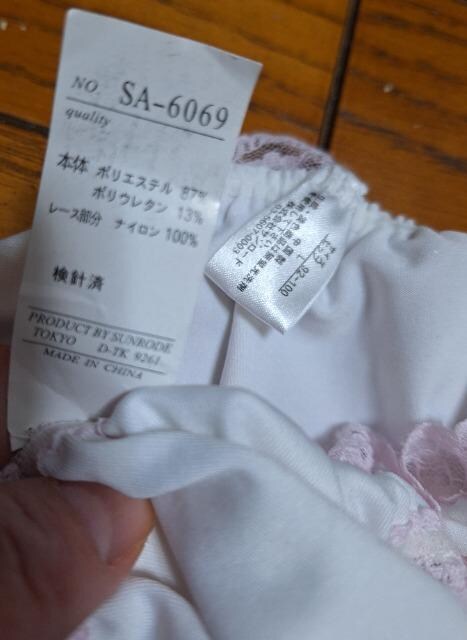 NO. SA-6069
quality
本体 ポリエステル 87%
ポリウレタン 13%
レース部分 ナイロン 100%
検針済
PRODUCT BY SUNRODE
TOKYO D-TK 9261
MADE IN CHINA
L
92-100